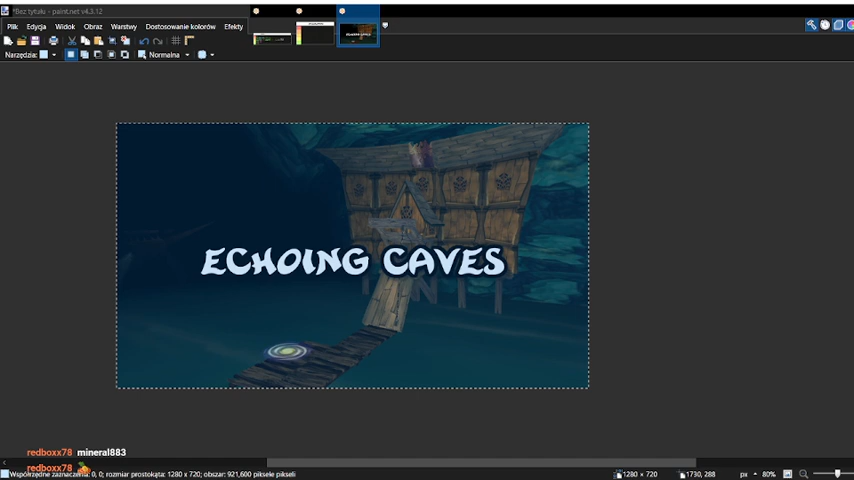 *Bez tytułu - paint.net v4.3.12
Plik Edycja Widok Obraz Warstwy Dostosowanie kolorów Efekty
Narzędzia: Normalna
ECHOING CAVES
redboxx78 mineral883
redboxx78
Współrzędne zaznaczenia: 0, 0; rozmiar prostokąta: 1280 x 720; obszar: 921,600 piksele pikseli
1280 × 720 1730, 288 px 80%